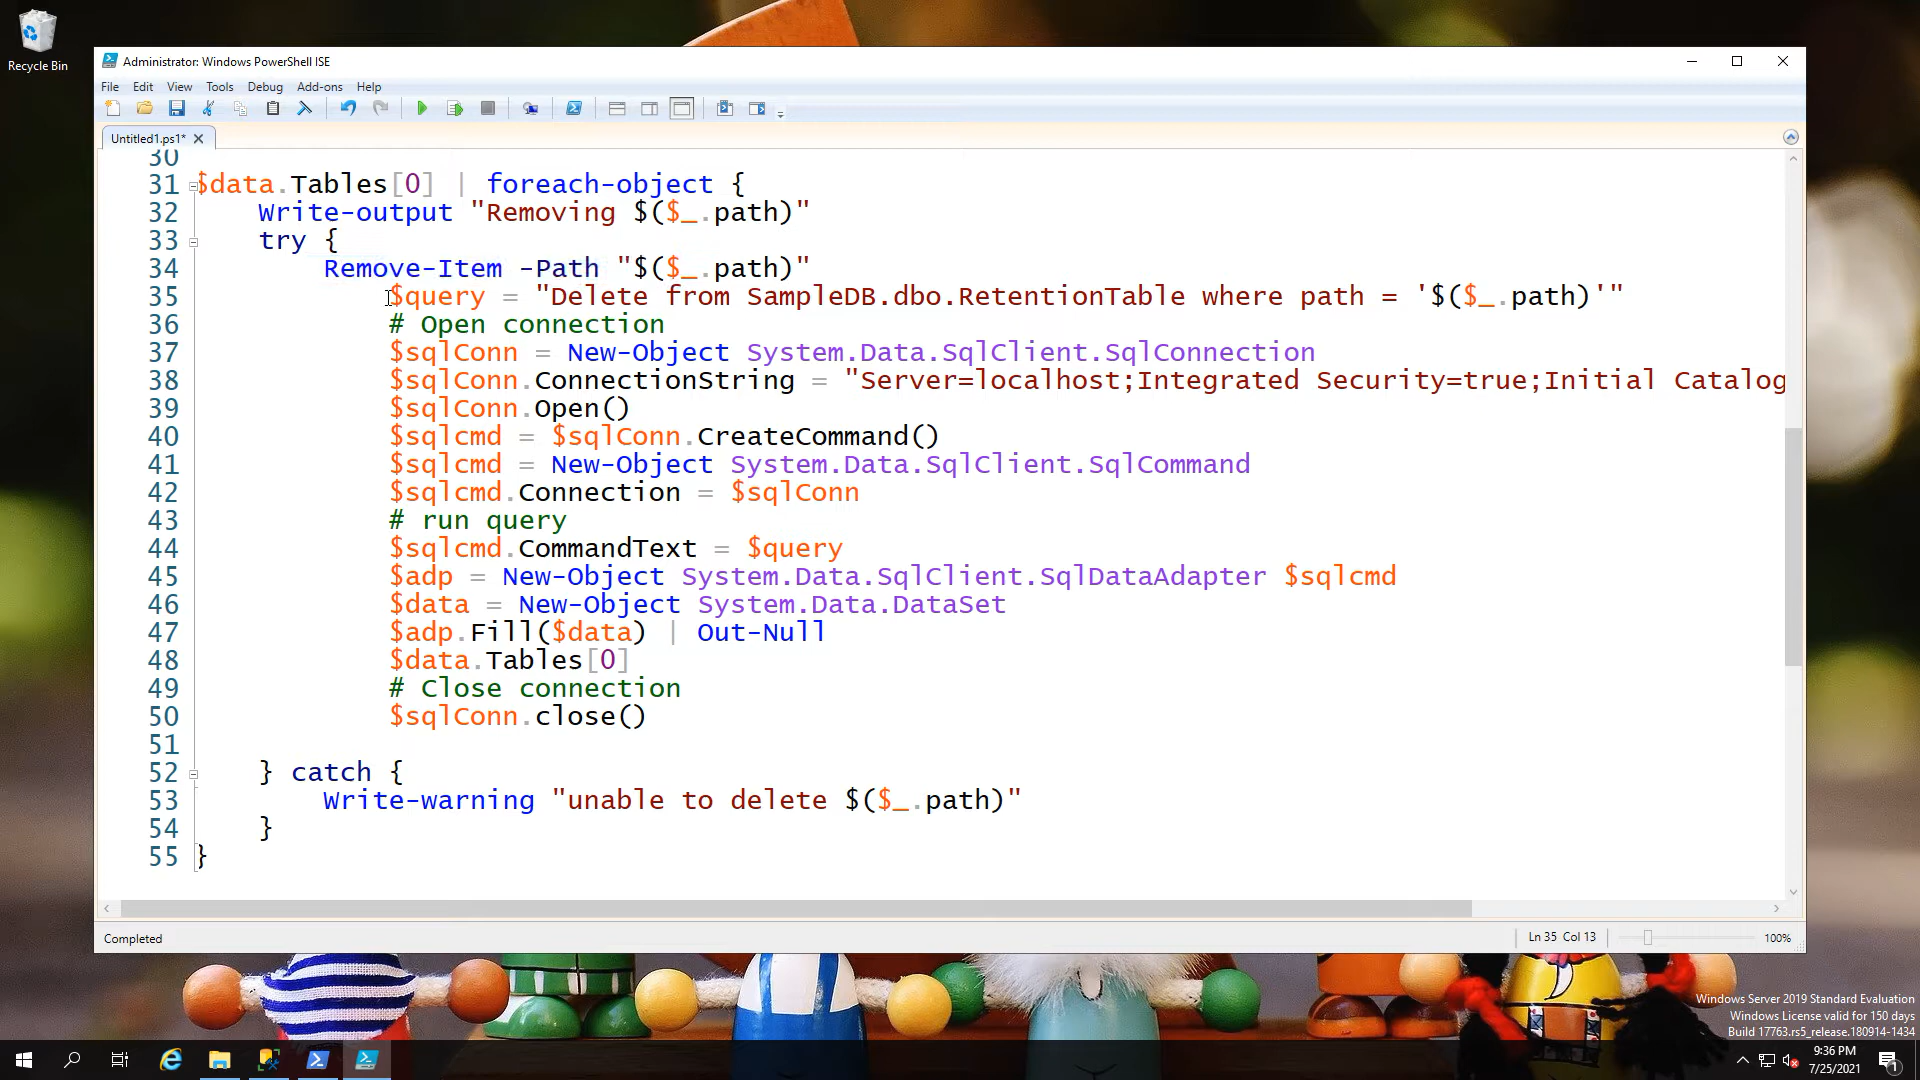 Recycle Bin
Administrator: Windows PowerShell ISE
File Edit View Tools Debug Add-ons Help
Untitled1.ps1*
30
31 $data.Tables[0] | foreach-object {
32 Write-output "Removing $($_.path)"
33 try {
34 Remove-Item -Path "$($_.path)"
35 $query = "Delete from SampleDB.dbo.RetentionTable where path = '$($_.path)'"
36 # Open connection
37 $sqlConn = New-Object System.Data.SqlClient.SqlConnection
38 $sqlConn.ConnectionString = "Server=localhost;Integrated Security=true;Initial Catalog
39 $sqlConn.Open()
40 $sqlcmd = $sqlConn.CreateCommand()
41 $sqlcmd = New-Object System.Data.SqlClient.SqlCommand
42 $sqlcmd.Connection = $sqlConn
43 # run query
44 $sqlcmd.CommandText = $query
45 $adp = New-Object System.Data.SqlClient.SqlDataAdapter $sqlcmd
46 $data = New-Object System.Data.DataSet
47 $adp.Fill($data) | Out-Null
48 $data.Tables[0]
49 # Close connection
50 $sqlConn.close()
51
52 } catch {
53 Write-warning "unable to delete $($_.path)"
54 }
55 }
Completed
Ln 35 Col 13
100%
Windows Server 2019 Standard Evaluation
Windows License valid for 150 days
Build 17763.rs5_release.180914-1434
9:36 PM
7/25/2021
1